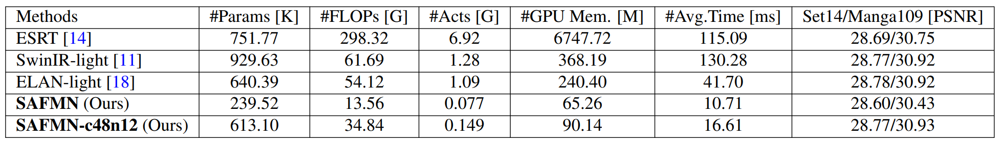 Methods #Params [K] #FLOPs [G] #Acts [G] #GPU Mem. [M] #Avg.Time [ms] Set14/Manga109 [PSNR]
ESRT [14] 751.77 298.32 6.92 6747.72 115.09 28.69/30.75
SwinIR-light [11] 929.63 61.69 1.28 368.19 130.28 28.77/30.92
ELAN-light [18] 640.39 54.12 1.09 240.40 41.70 28.78/30.92
SAFMN (Ours) 239.52 13.56 0.077 65.26 10.71 28.60/30.43
SAFMN-c48n12 (Ours) 613.10 34.84 0.149 90.14 16.61 28.77/30.93